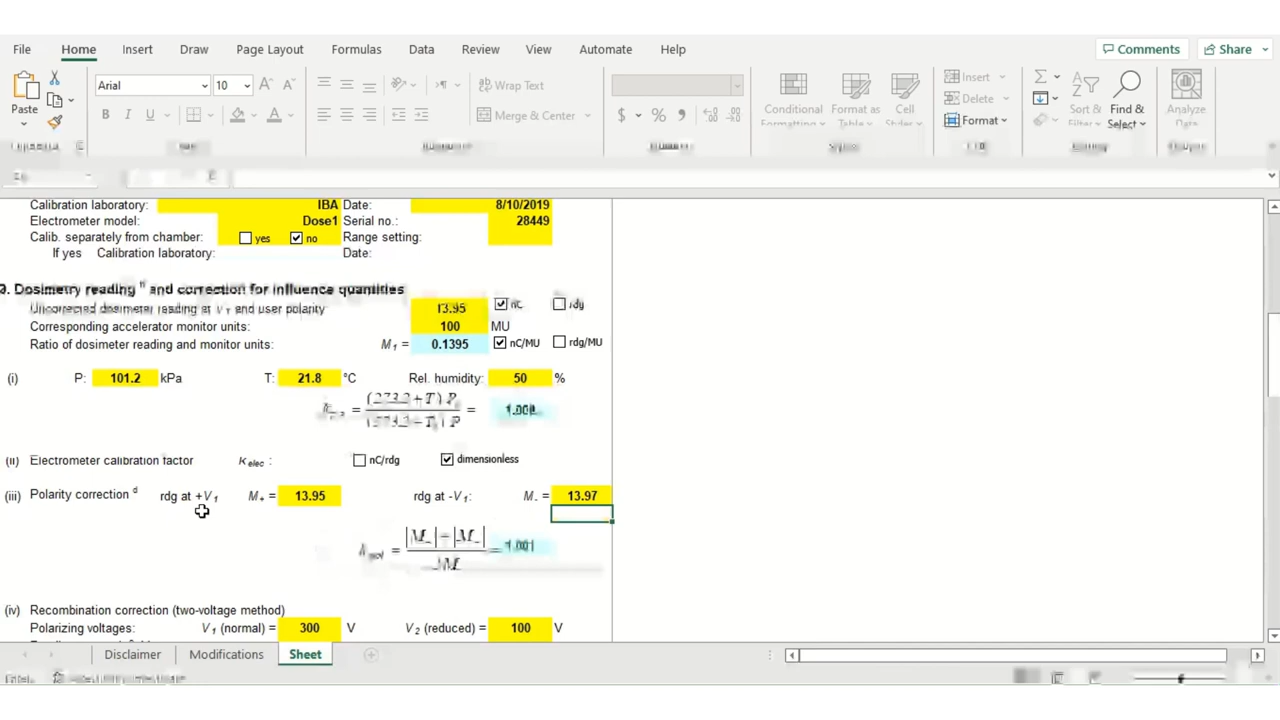 File Home Insert Draw Page Layout Formulas Data Review View Automate Help Comments Share
Arial 10 Wrap Text Insert
Paste B I U Merge & Center $ % Conditional Format as Cell Delete Sort & Find & Analyze
Format Select
Calibration laboratory: IBA Date: 8/10/2019
Electrometer model: Dose1 Serial no.: 28449
Calib. separately from chamber: yes no Range setting:
If yes Calibration laboratory: Date:
Dosimetry reading and correction for influence quantities
Uncorrected dosimeter reading at V1 and user polarity 13.95 nC rdg
Corresponding accelerator monitor units: 100 MU
Ratio of dosimeter reading and monitor units: M1 = 0.1395 nC/MU rdg/MU
(i) P: 101.2 kPa T: 21.8 °C Rel. humidity: 50 %
(ii) Electrometer calibration factor kelec : nC/rdg dimensionless
(iii) Polarity correction d rdg at +V1 M+ = 13.95 rdg at -V1: M- = 13.97
1.001
(iv) Recombination correction (two-voltage method)
Polarizing voltages: V1 (normal) = 300 V V2 (reduced) = 100 V
Disclaimer Modifications Sheet